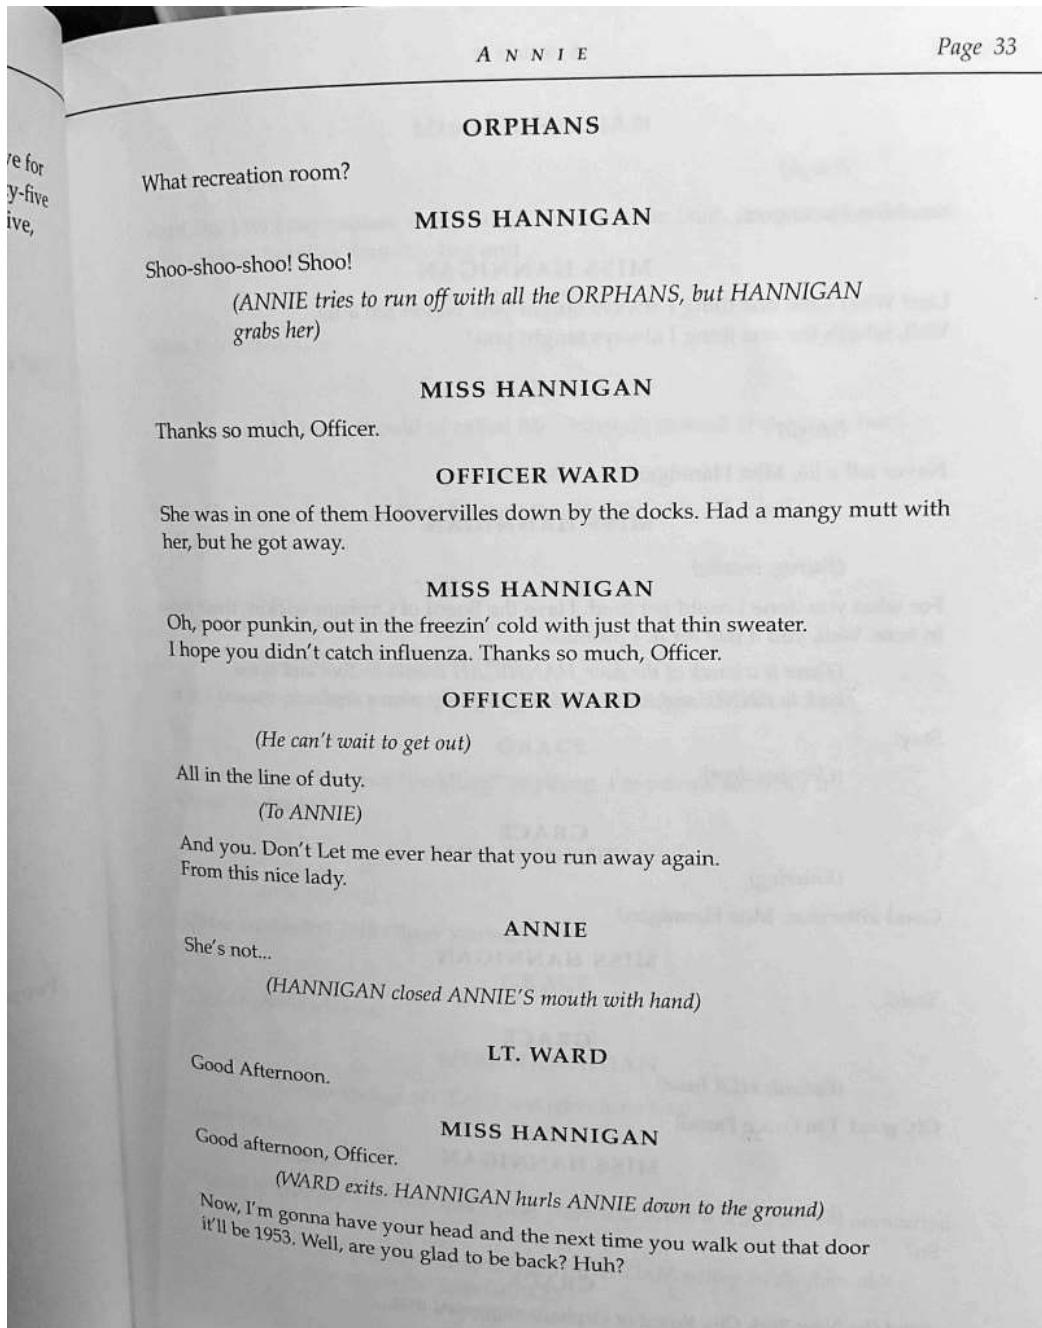 ANNIE
Page 33
're for
y-five
ive,
ORPHANS
What recreation room?
MISS HANNIGAN
Shoo-shoo-shoo! Shoo!
(ANNIE tries to run off with all the ORPHANS, but HANNIGAN
grabs her)
MISS HANNIGAN
Thanks so much, Officer.
OFFICER WARD
She was in one of them Hoovervilles down by the docks. Had a mangy mutt with
her, but he got away.
MISS HANNIGAN
Oh, poor punkin, out in the freezin' cold with just that thin sweater.
I hope you didn't catch influenza. Thanks so much, Officer.
OFFICER WARD
(He can't wait to get out)
All in the line of duty.
(To ANNIE)
And you. Don't Let me ever hear that you run away again.
From this nice lady.
ANNIE
She's not...
(HANNIGAN closed ANNIE'S mouth with hand)
LT. WARD
Good Afternoon.
MISS HANNIGAN
Good afternoon, Officer.
(WARD exits. HANNIGAN hurls ANNIE down to the ground)
Now, I'm gonna have your head and the next time you walk out that door
it'll be 1953. Well, are you glad to be back? Huh?